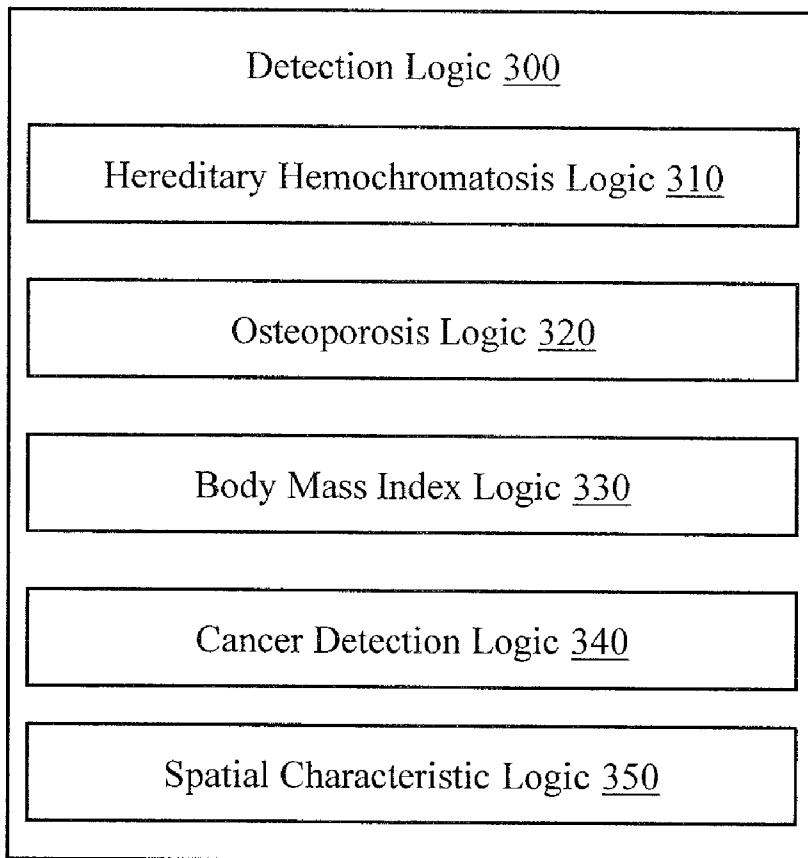 Detection Logic 300
Hereditary Hemochromatosis Logic 310
Osteoporosis Logic 320
Body Mass Index Logic 330
Cancer Detection Logic 340
Spatial Characteristic Logic 350